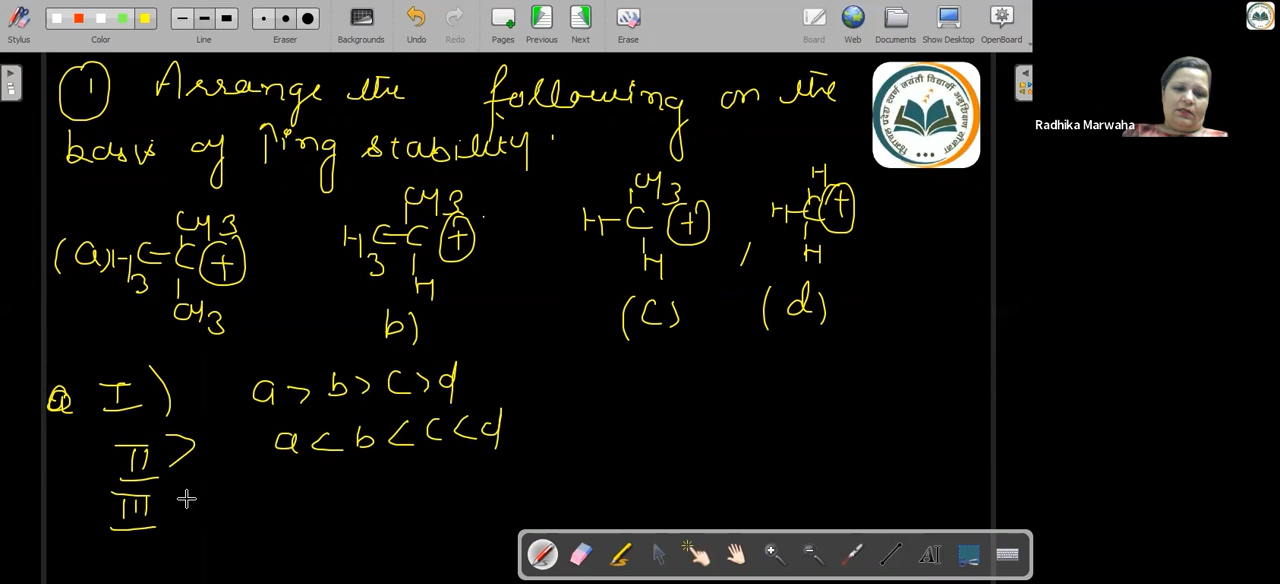 Stylus Color Line Eraser Backgrounds Undo Redo Pages Previous Next Erase Board Web Documents Show Desktop OpenBoard
1 Arrange the following on the
basis of ↑ing stability.
CH3 CH3 CH3 H
(a) H3C-C+ H3C-C+ H-C+ , H-C+
CH3 H H H
b) (c) (d)
I) a > b > c > d
II> a < b < c < d
III
Radhika Marwaha